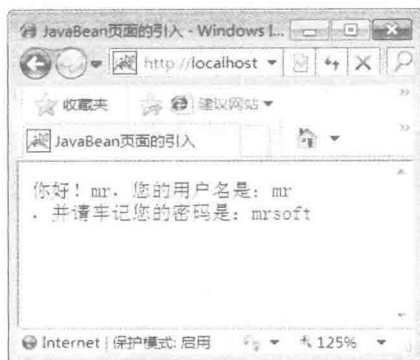 JavaBean页面的引入 - Windows I...
http://localhost
收藏夹 建议网站
JavaBean页面的引入
你好！mr．您的用户名是：mr
．并请车记您的密码是：mrsoft
Internet | 保护模式: 启用 125%